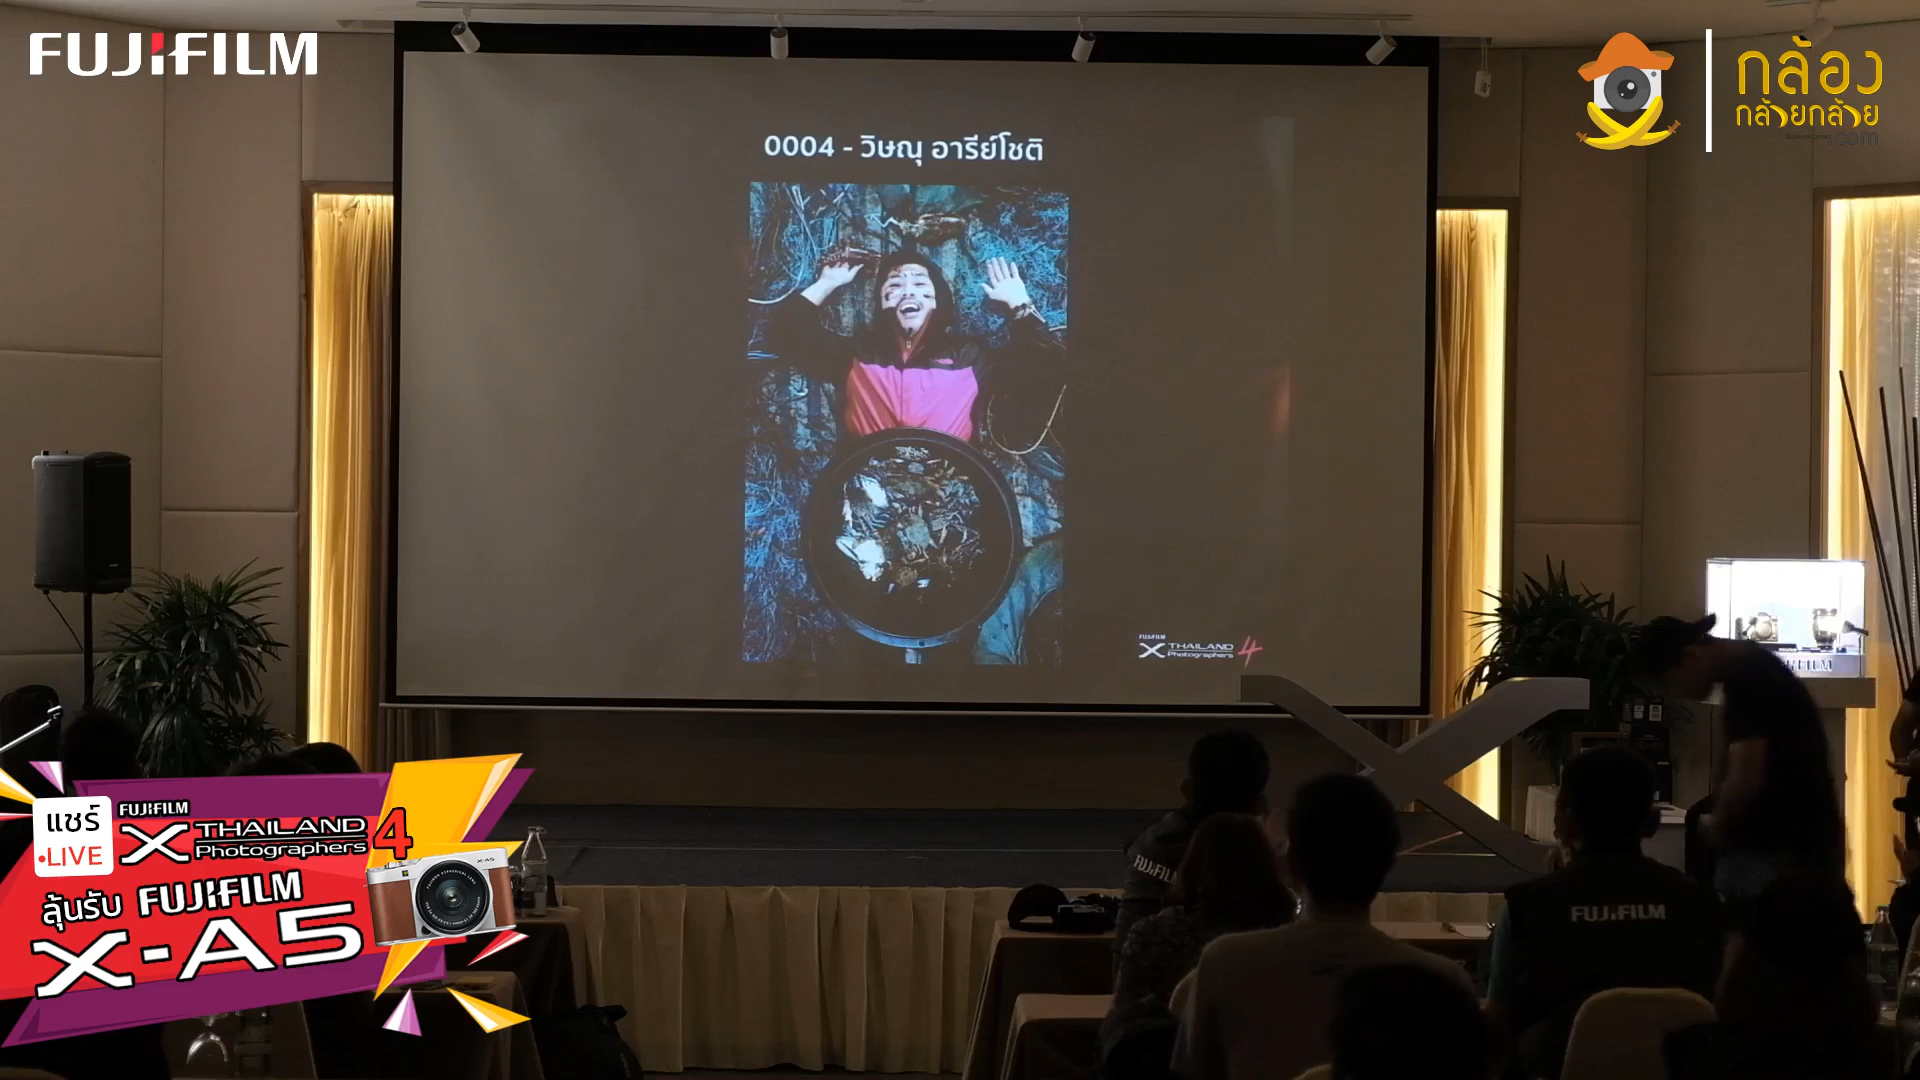 FUJIFILM
กล้อง
กล้วยกล้วย
.com
0004 - วิษณุ อารีย์โชติ
FUJIFILM
X THAILAND
Photographers 4
FUJIFILM
FUJIFILM
FUJIFILM
แชร์
•LIVE
FUJIFILM
X THAILAND
Photographers 4
ลุ้นรับ FUJIFILM
X-A5
X-A5